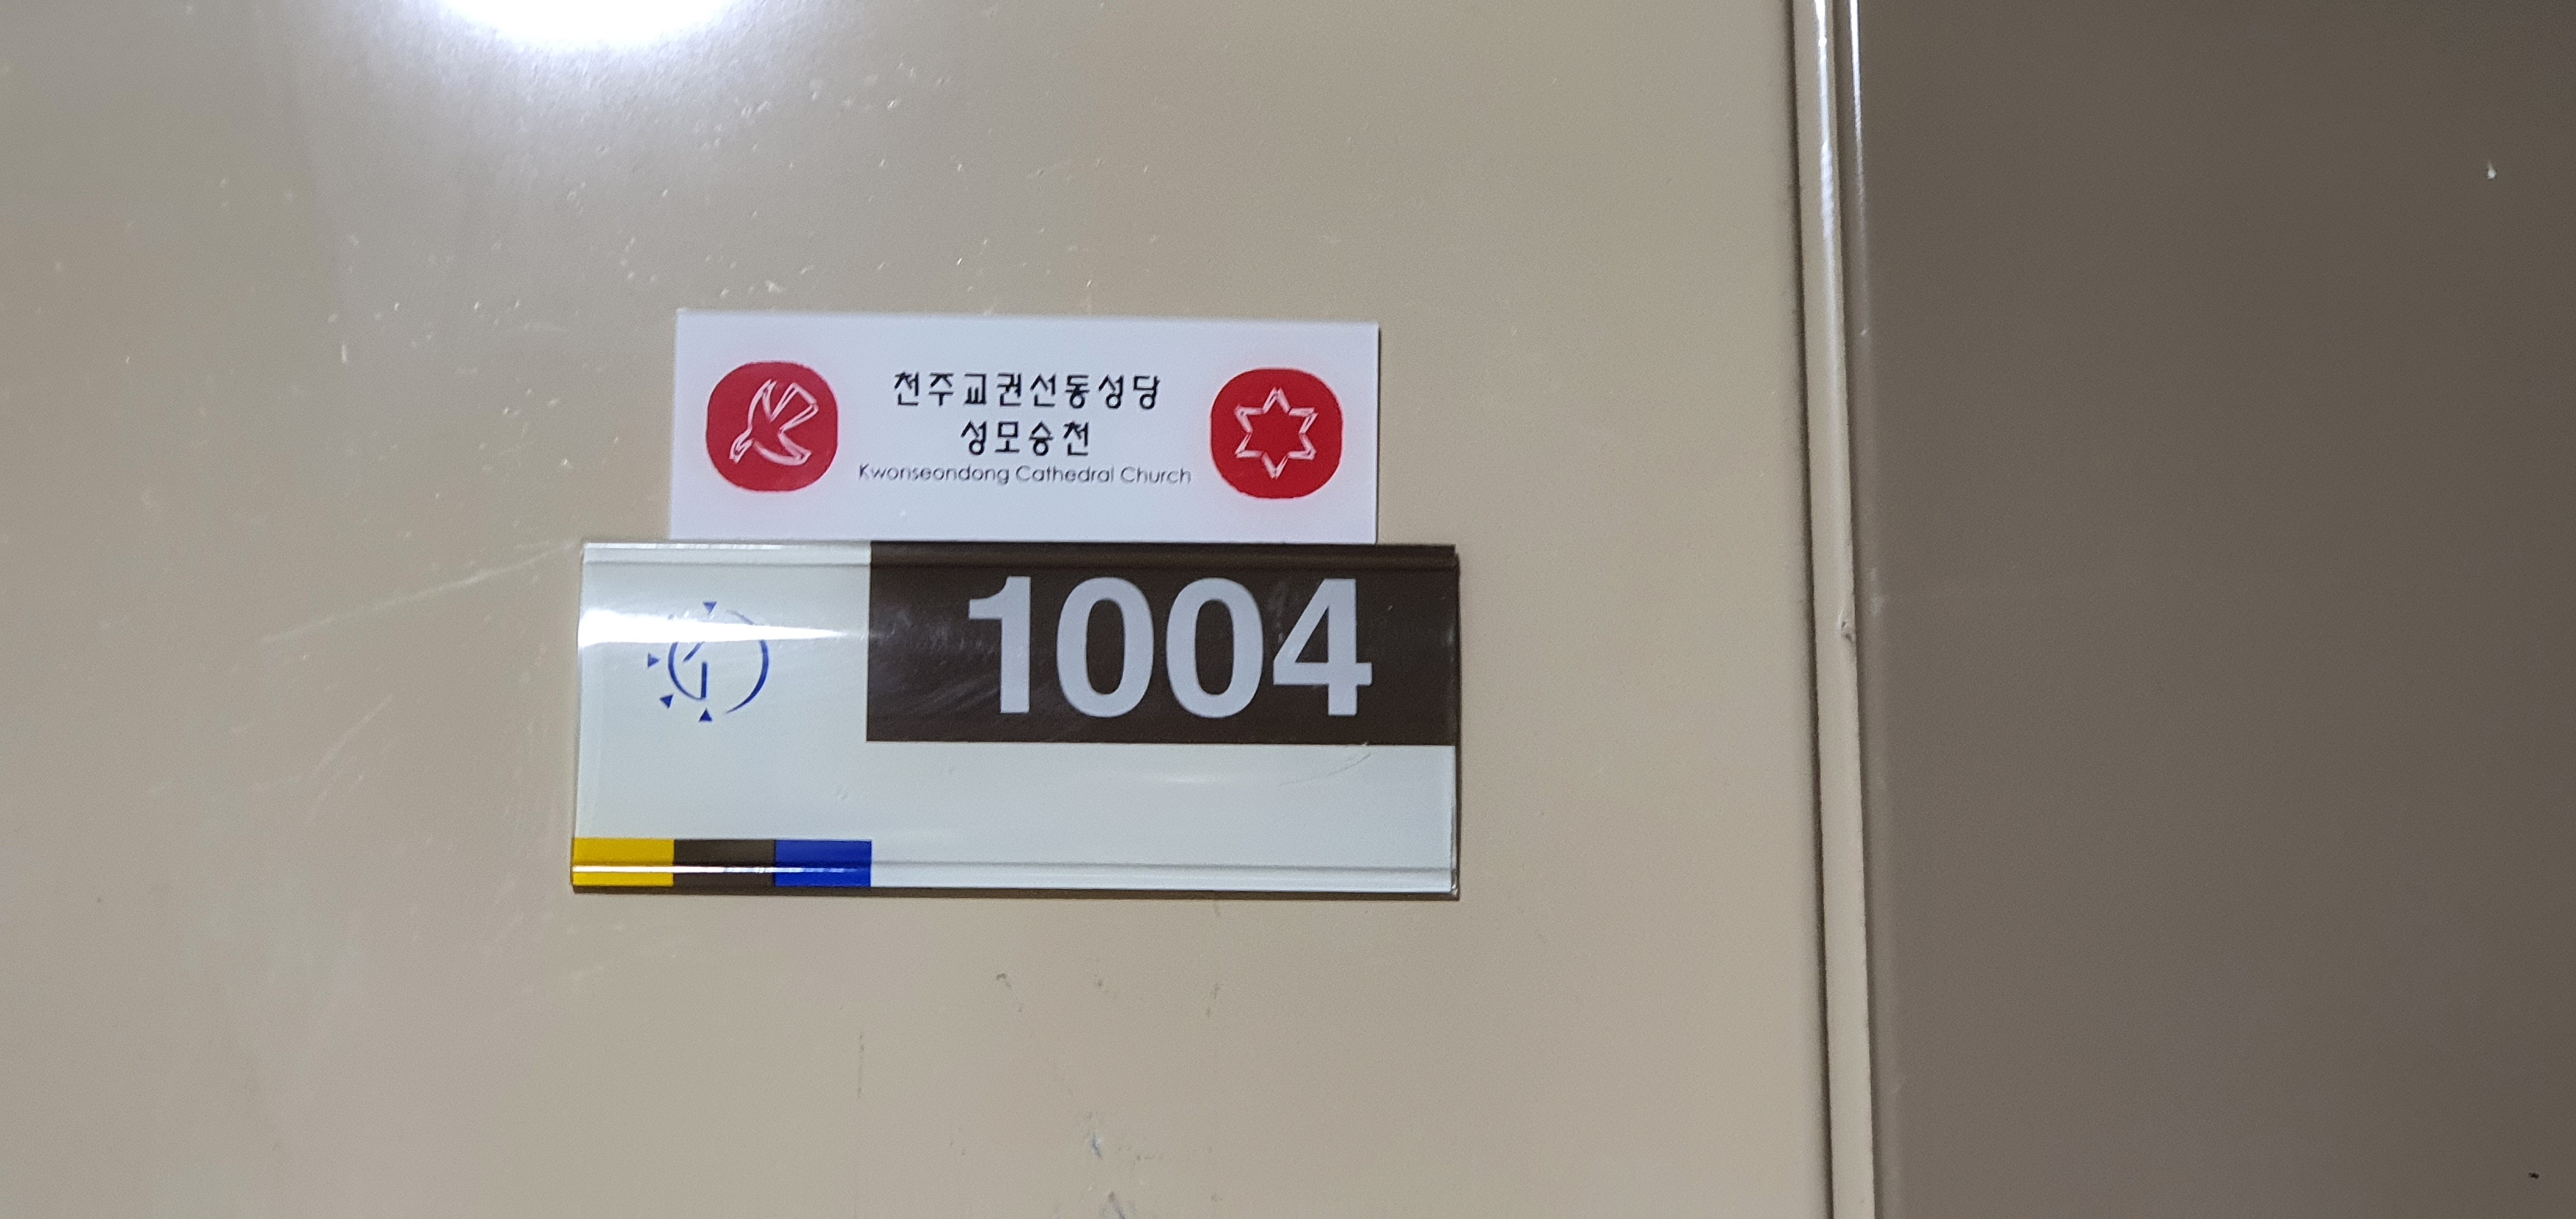 천주교권선동성당
성모승천
Kwonseondong Cathedral Church
1004